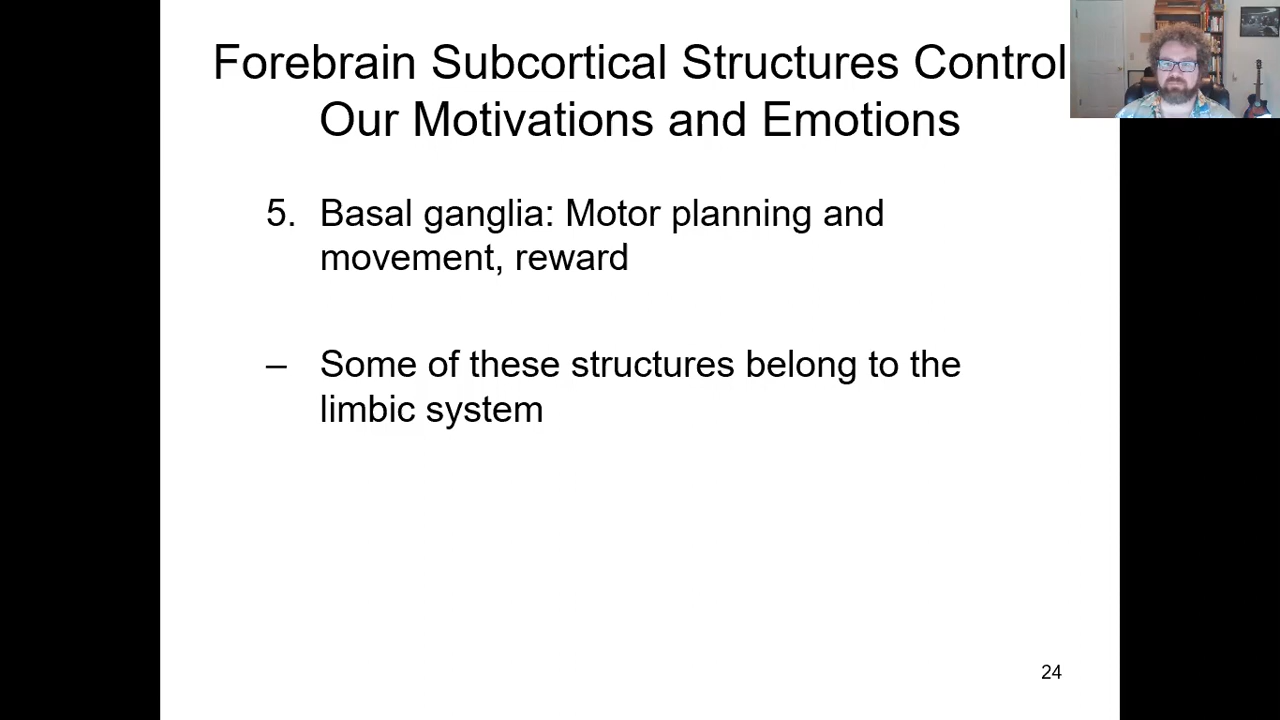 Forebrain Subcortical Structures Control
Our Motivations and Emotions
5. Basal ganglia: Motor planning and
movement, reward
– Some of these structures belong to the
limbic system
24